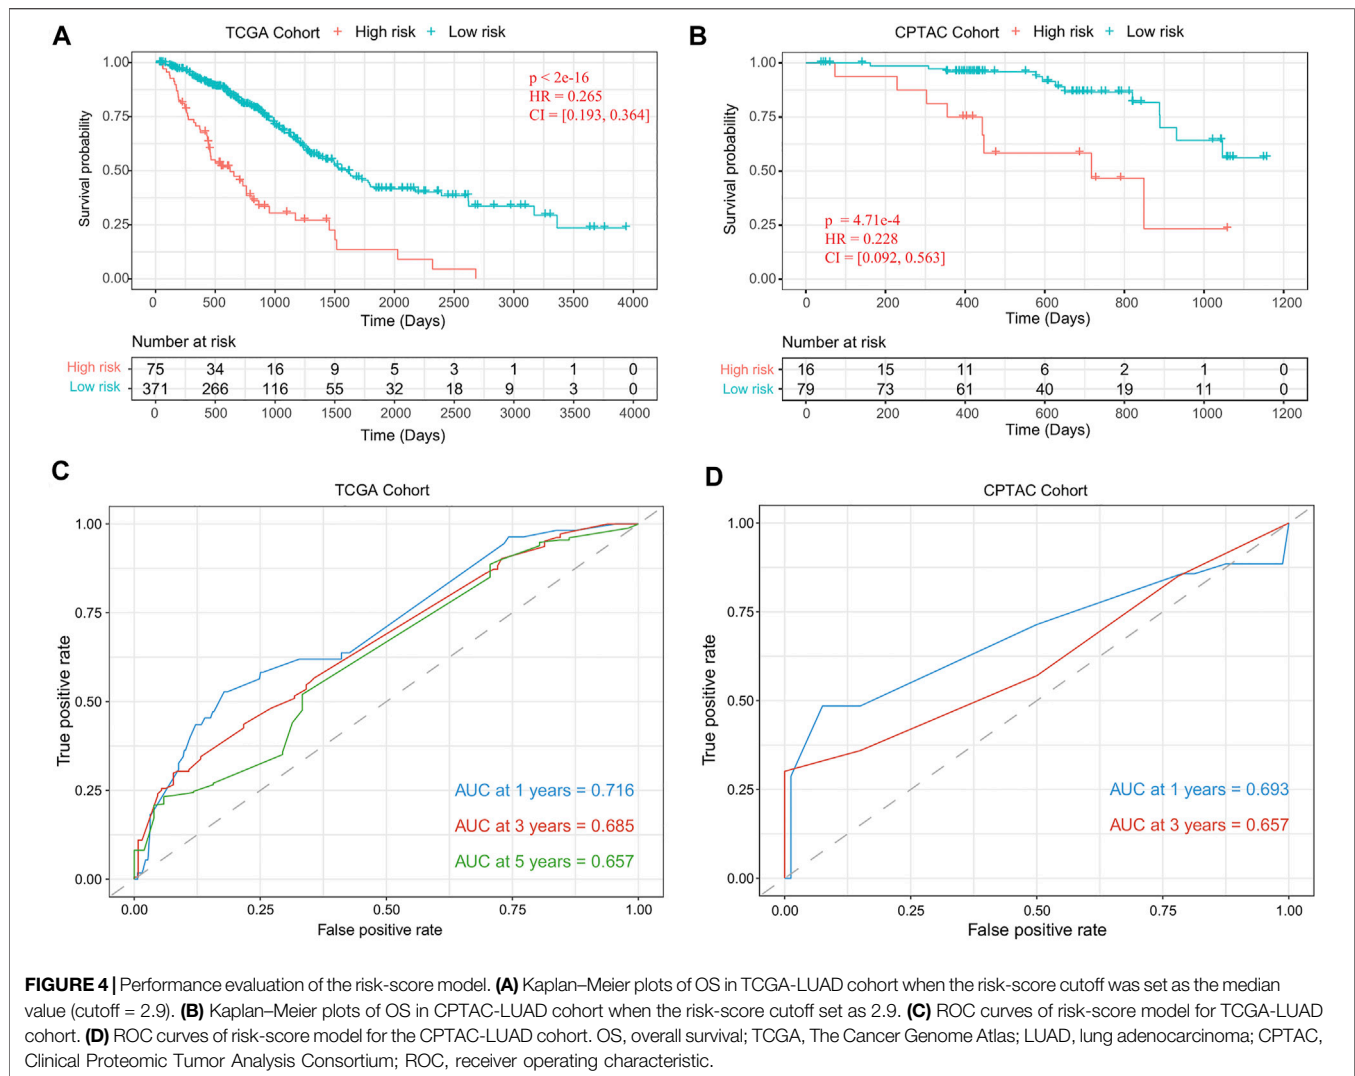 A
TCGA Cohort + High risk + Low risk
Survival probability
1.00
0.75
0.50
0.25
0.00
p < 2e-16
HR = 0.265
CI = [0.193, 0.364]
0 500 1000 1500 2000 2500 3000 3500 4000
Time (Days)
Number at risk
High risk 75 34 16 9 5 3 1 1 0
Low risk 371 266 116 55 32 18 9 3 0
0 500 1000 1500 2000 2500 3000 3500 4000
Time (Days)
B
CPTAC Cohort + High risk + Low risk
Survival probability
1.00
0.75
0.50
0.25
0.00
p = 4.71e-4
HR = 0.228
CI = [0.092, 0.563]
0 200 400 600 800 1000 1200
Time (Days)
Number at risk
High risk 16 15 11 6 2 1 0
Low risk 79 73 61 40 19 11 0
0 200 400 600 800 1000 1200
Time (Days)
C
TCGA Cohort
True positive rate
1.00
0.75
0.50
0.25
0.00
AUC at 1 years = 0.716
AUC at 3 years = 0.685
AUC at 5 years = 0.657
0.00 0.25 0.50 0.75 1.00
False positive rate
D
CPTAC Cohort
True positive rate
1.00
0.75
0.50
0.25
0.00
AUC at 1 years = 0.693
AUC at 3 years = 0.657
0.00 0.25 0.50 0.75 1.00
False positive rate
FIGURE 4 | Performance evaluation of the risk-score model. (A) Kaplan–Meier plots of OS in TCGA-LUAD cohort when the risk-score cutoff was set as the median
value (cutoff = 2.9). (B) Kaplan–Meier plots of OS in CPTAC-LUAD cohort when the risk-score cutoff set as 2.9. (C) ROC curves of risk-score model for TCGA-LUAD
cohort. (D) ROC curves of risk-score model for the CPTAC-LUAD cohort. OS, overall survival; TCGA, The Cancer Genome Atlas; LUAD, lung adenocarcinoma; CPTAC,
Clinical Proteomic Tumor Analysis Consortium; ROC, receiver operating characteristic.